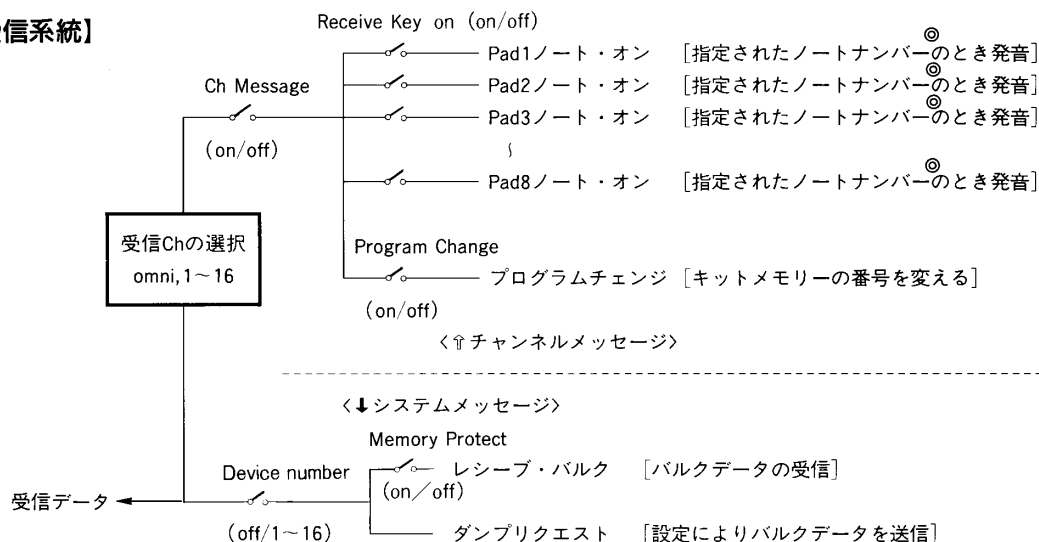 信系統】
Receive Key on (on/off)
Pad1ノート・オン [指定されたノートナンバーのとき発音]
Ch Message
Pad2ノート・オン [指定されたノートナンバーのとき発音]
(on/off)
Pad3ノート・オン [指定されたノートナンバーのとき発音]
〜
Pad8ノート・オン [指定されたノートナンバーのとき発音]
受信Chの選択
omni,1〜16
Program Change
プログラムチェンジ [キットメモリーの番号を変える]
(on/off)
〈⇧チャンネルメッセージ〉
〈⬇システムメッセージ〉
Memory Protect
Device number
レシーブ・バルク [バルクデータの受信]
(on/off)
受信データ
(off/1〜16)
ダンプリクエスト [設定によりバルクデータを送信]